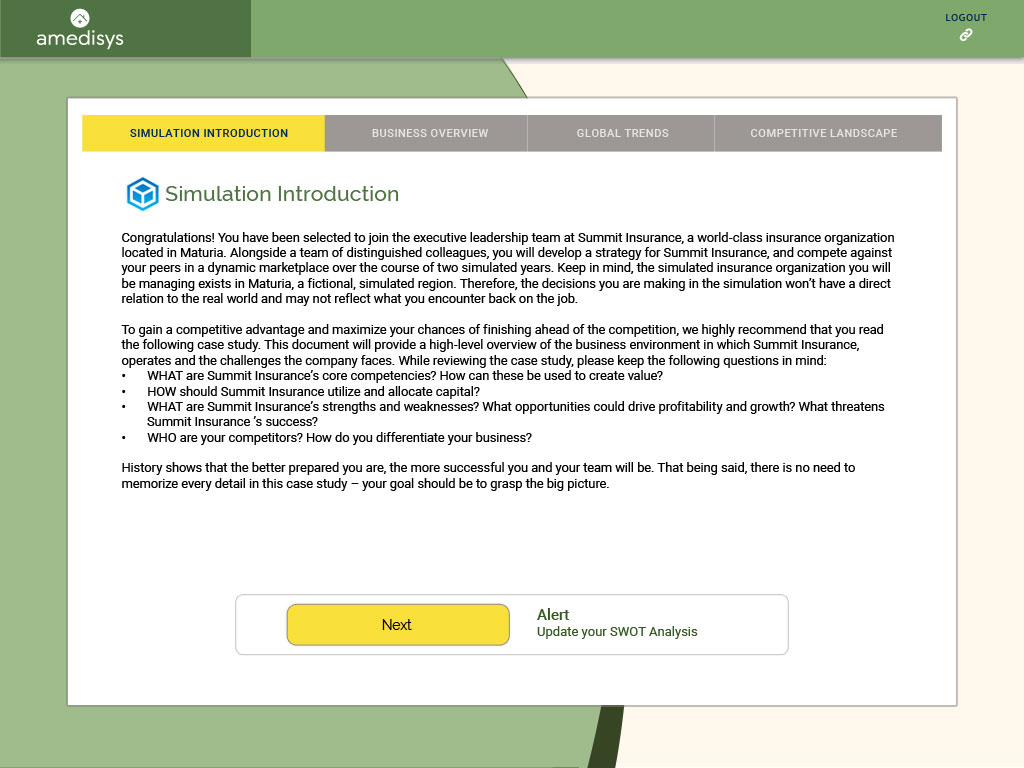 amedisys
LOGOUT
SIMULATION INTRODUCTION
BUSINESS OVERVIEW
GLOBAL TRENDS
COMPETITIVE LANDSCAPE
Simulation Introduction
Congratulations! You have been selected to join the executive leadership team at Summit Insurance, a world-class insurance organization
located in Maturia. Alongside a team of distinguished colleagues, you will develop a strategy for Summit Insurance, and compete against
your peers in a dynamic marketplace over the course of two simulated years. Keep in mind, the simulated insurance organization you will
be managing exists in Maturia, a fictional, simulated region. Therefore, the decisions you are making in the simulation won’t have a direct
relation to the real world and may not reflect what you encounter back on the job.
To gain a competitive advantage and maximize your chances of finishing ahead of the competition, we highly recommend that you read
the following case study. This document will provide a high-level overview of the business environment in which Summit Insurance,
operates and the challenges the company faces. While reviewing the case study, please keep the following questions in mind:
• WHAT are Summit Insurance’s core competencies? How can these be used to create value?
• HOW should Summit Insurance utilize and allocate capital?
• WHAT are Summit Insurance’s strengths and weaknesses? What opportunities could drive profitability and growth? What threatens
Summit Insurance ’s success?
• WHO are your competitors? How do you differentiate your business?
History shows that the better prepared you are, the more successful you and your team will be. That being said, there is no need to
memorize every detail in this case study – your goal should be to grasp the big picture.
Next
Alert
Update your SWOT Analysis